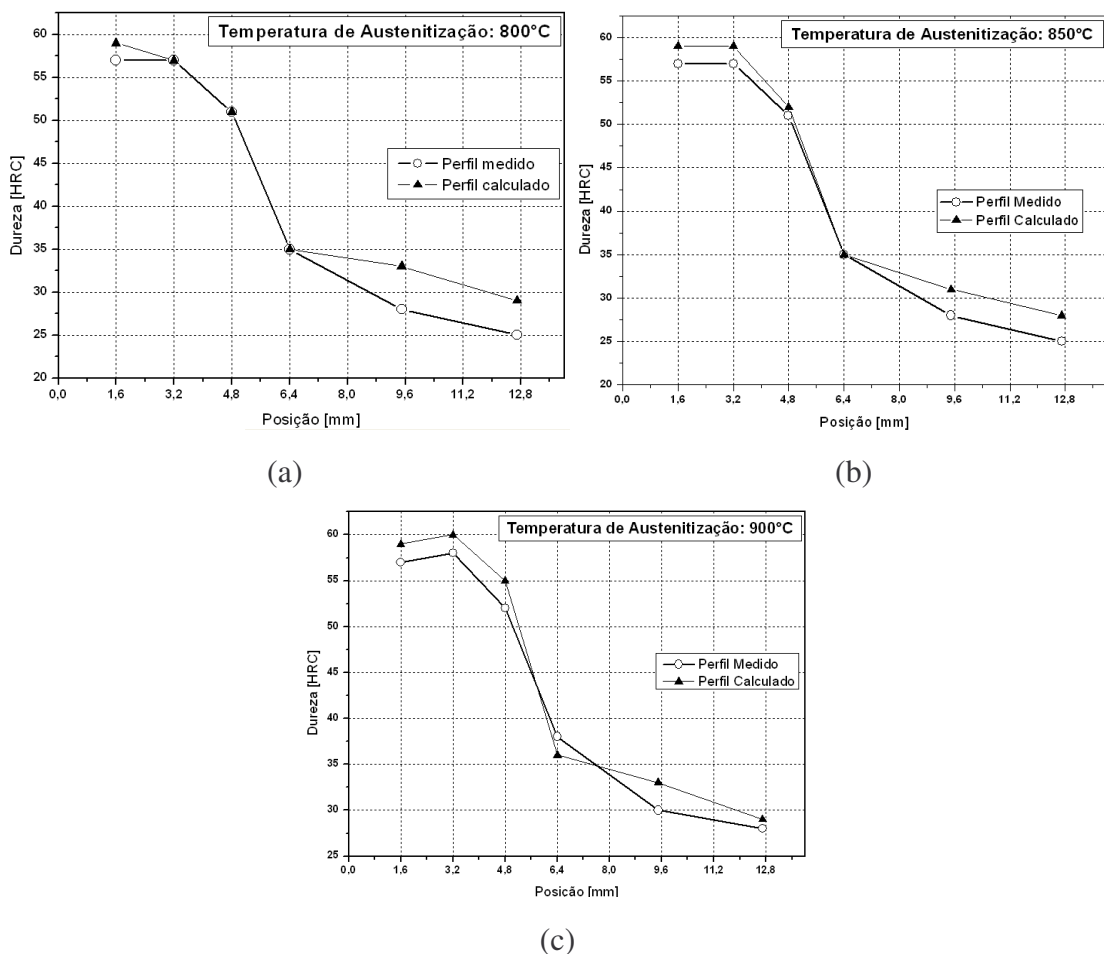 Temperatura de Austenitização: 800°C
60
55
50
45
40
35
30
25
20
Dureza [HRC]
Perfil medido
Perfil calculado
0,0 1,6 3,2 4,8 6,4 8,0 9,6 11,2 12,8
Posição [mm]
(a)
Temperatura de Austenitização: 850°C
60
55
50
45
40
35
30
25
20
Dureza [HRC]
Perfil Medido
Perfil Calculado
0,0 1,6 3,2 4,8 6,4 8,0 9,6 11,2 12,8
Posição [mm]
(b)
Temperatura de Austenitização: 900°C
60
55
50
45
40
35
30
25
Dureza [HRC]
Perfil Medido
Perfil Calculado
0,0 1,6 3,2 4,8 6,4 8,0 9,6 11,2 12,8
Posição [mm]
(c)